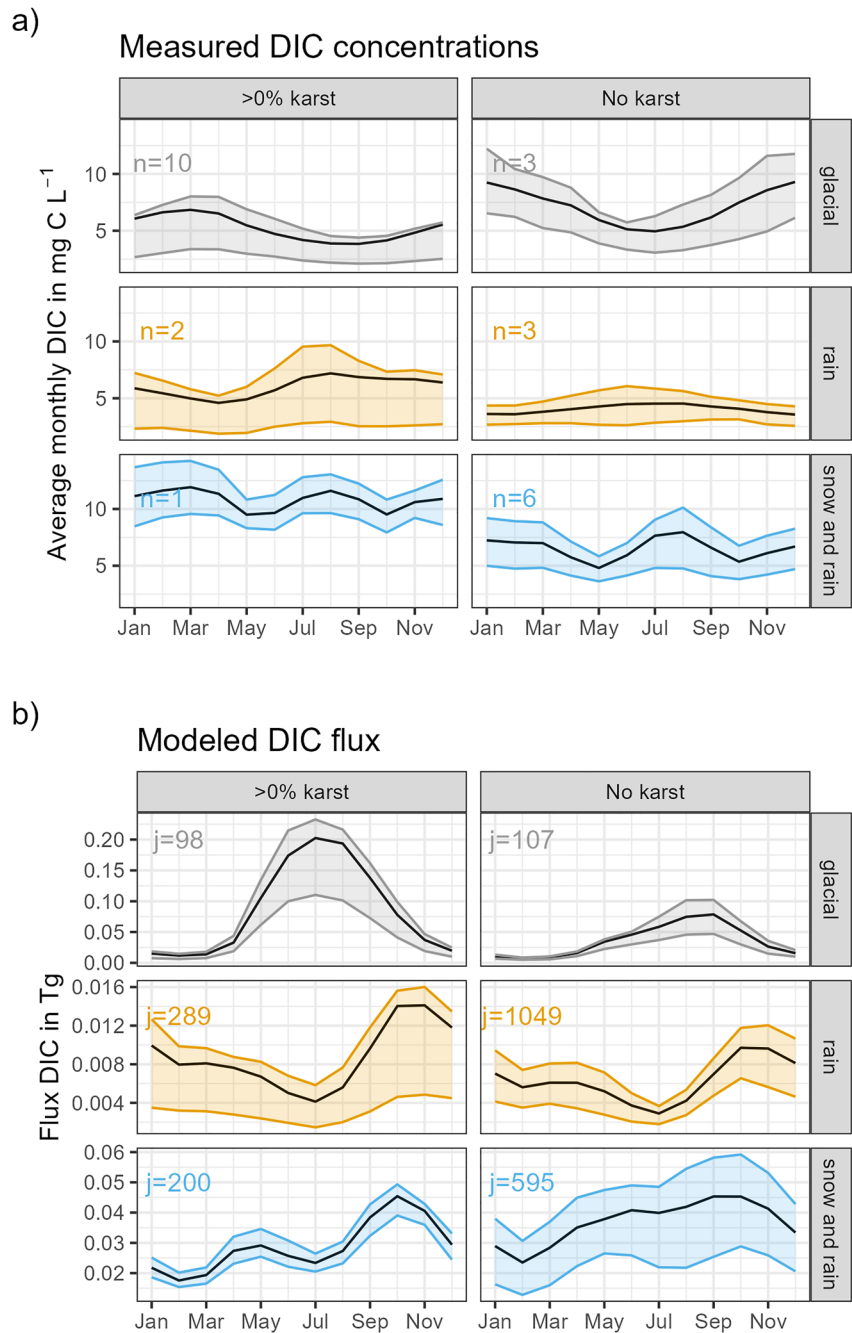 a)
Measured DIC concentrations
>0% karst
No karst
Average monthly DIC in mg C L⁻¹
10
5
n=10
n=3
glacial
10
5
n=2
n=3
rain
10
5
n=1
n=6
snow and rain
Jan Mar May Jul Sep Nov
Jan Mar May Jul Sep Nov
b)
Modeled DIC flux
>0% karst
No karst
Flux DIC in Tg
0.20
0.15
0.10
0.05
0.00
j=98
j=107
glacial
0.016
0.012
0.008
0.004
j=289
j=1049
rain
0.06
0.05
0.04
0.03
0.02
j=200
j=595
snow and rain
Jan Mar May Jul Sep Nov
Jan Mar May Jul Sep Nov